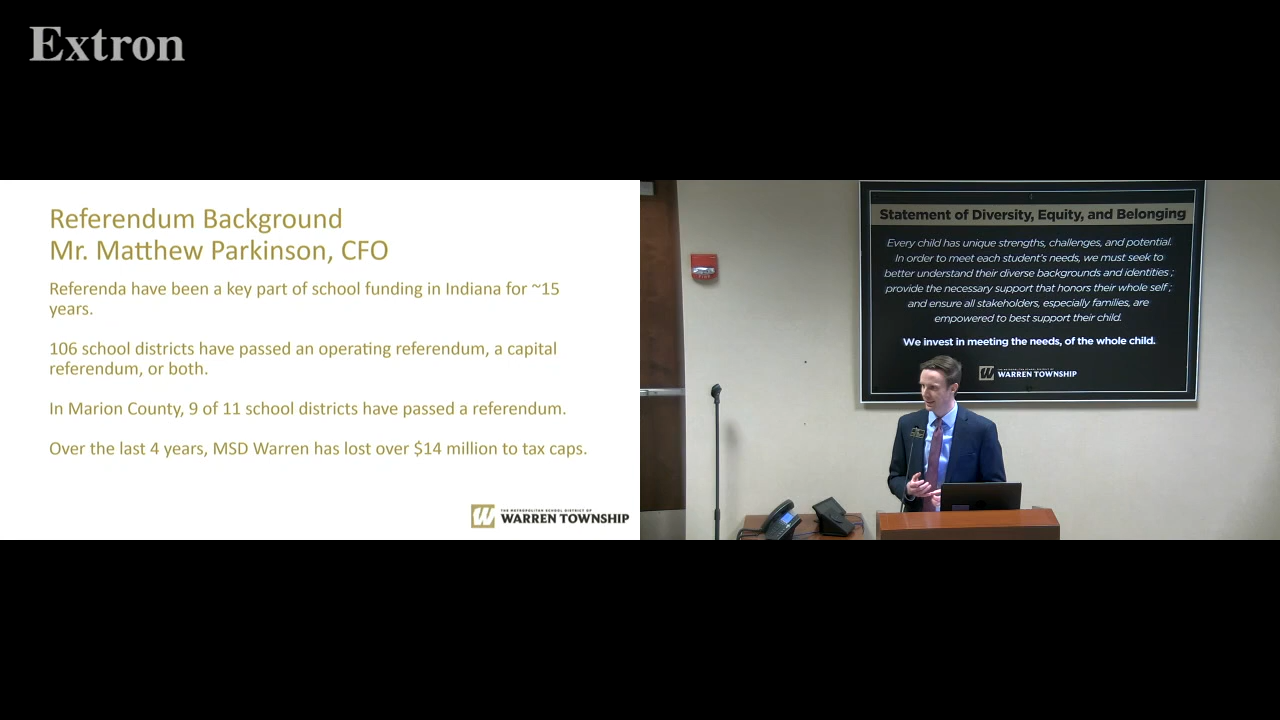 Extron
Referendum Background
Mr. Matthew Parkinson, CFO
Referenda have been a key part of school funding in Indiana for ~15
years.
106 school districts have passed an operating referendum, a capital
referendum, or both.
In Marion County, 9 of 11 school districts have passed a referendum.
Over the last 4 years, MSD Warren has lost over $14 million to tax caps.
THE METROPOLITAN SCHOOL DISTRICT OF
WARREN TOWNSHIP
Statement of Diversity, Equity, and Belonging
Every child has unique strengths, challenges, and potential.
In order to meet each student's needs, we must seek to
better understand their diverse backgrounds and identities ;
provide the necessary support that honors their whole self ;
and ensure all stakeholders, especially families, are
empowered to best support their child.
We invest in meeting the needs, of the whole child.
WARREN TOWNSHIP